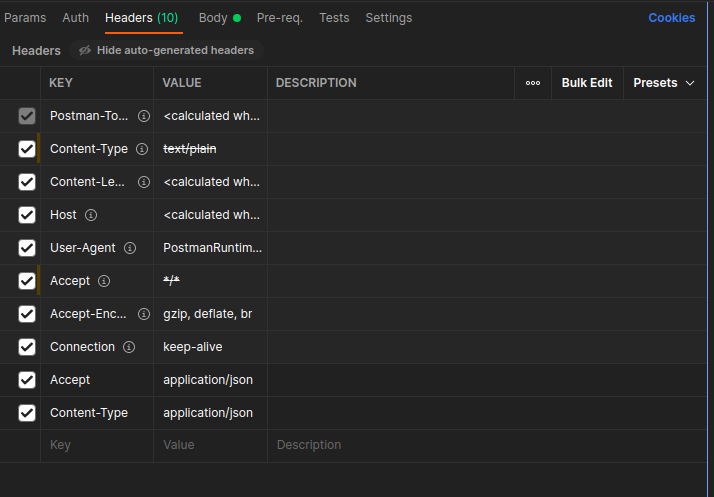 Params Auth Headers (10) Body Pre-req. Tests Settings Cookies
Headers Hide auto-generated headers
KEY VALUE DESCRIPTION ooo Bulk Edit Presets
Postman-To... <calculated wh...
Content-Type text/plain
Content-Le... <calculated wh...
Host <calculated wh...
User-Agent PostmanRuntim...
Accept */*
Accept-Enc... gzip, deflate, br
Connection keep-alive
Accept application/json
Content-Type application/json
Key Value Description